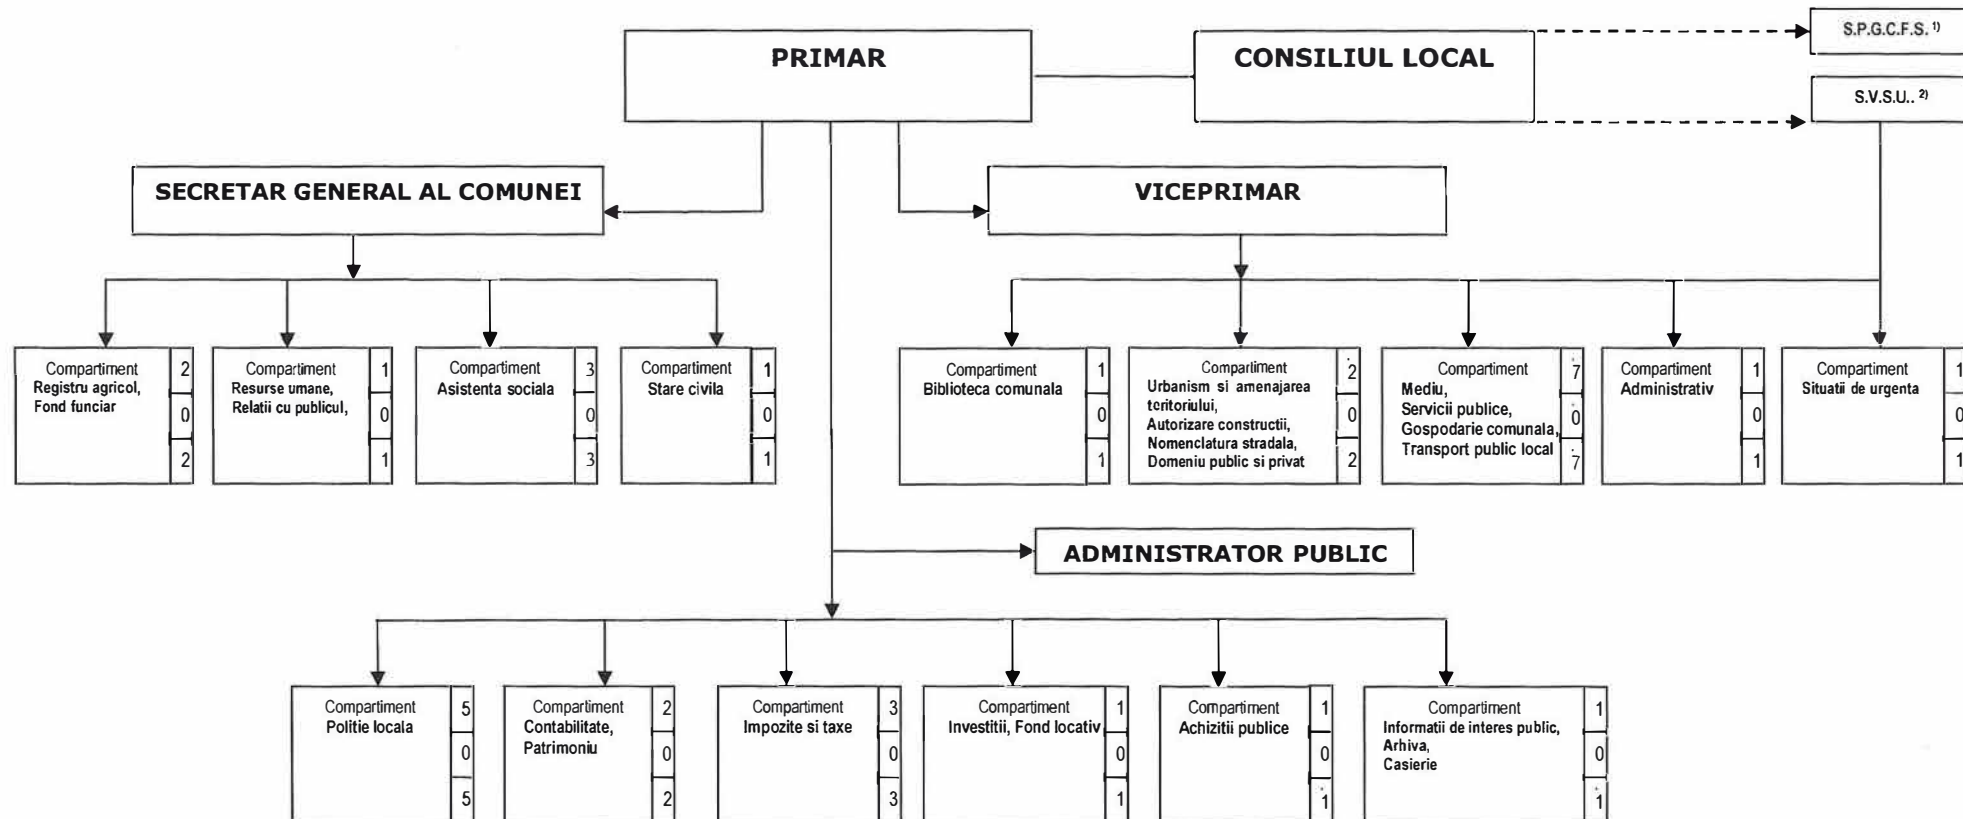 PRIMAR
CONSILIUL LOCAL
S.P.G.C.F.S. 1)
S.V.S.U.. 2)
SECRETAR GENERAL AL COMUNEI
VICEPRIMAR
Compartiment
Registru agricol,
Fond funciar
2
0
2
Compartiment
Resurse umane,
Relatii cu publicul,
1
0
1
Compartiment
Asistenta sociala
3
0
3
Compartiment
Stare civila
1
0
1
Compartiment
Biblioteca comunala
1
0
1
Compartiment
Urbanism si amenajarea
teritoriului,
Autorizare constructii,
Nomenclatura stradala,
Domeniu public si privat
2
0
2
Compartiment
Mediu,
Servicii publice,
Gospodarie comunala,
Transport public local
7
0
7
Compartiment
Administrativ
1
0
1
Compartiment
Situatii de urgenta
1
0
1
ADMINISTRATOR PUBLIC
Compartiment
Politie locala
5
0
5
Compartiment
Contabilitate,
Patrimoniu
2
0
2
Compartiment
Impozite si taxe
3
0
3
Compartiment
Investitii, Fond locativ
1
0
1
Compartiment
Achizitii publice
1
0
1
Compartiment
Informatii de interes public,
Arhiva,
Casierie
1
0
1